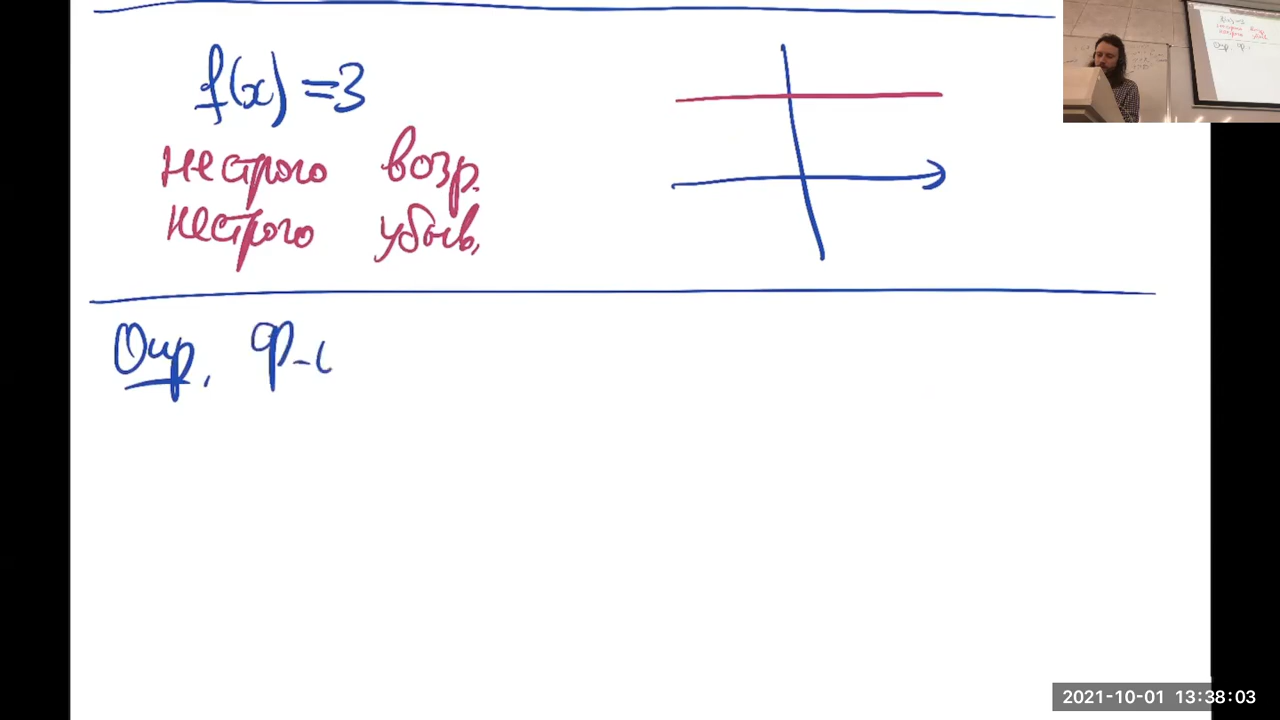 f(x) = 3
нестрого возр.
нестрого убыв.
Опр. ф-
2021-10-01 13:38:03